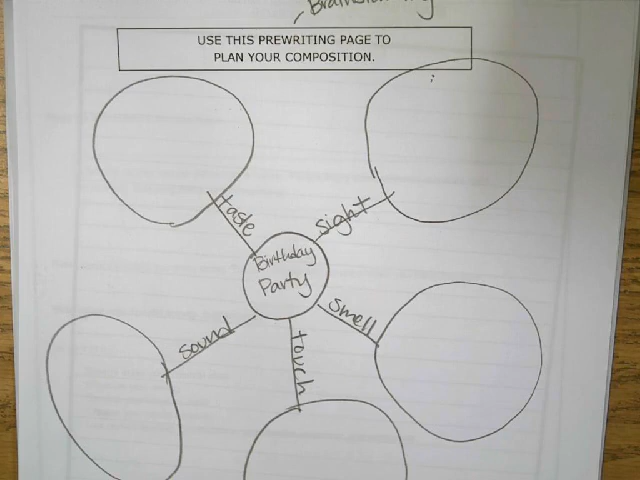 USE THIS PREWRITING PAGE TO
PLAN YOUR COMPOSITION.
taste
sight
Birthday
Party
smell
sound
touch